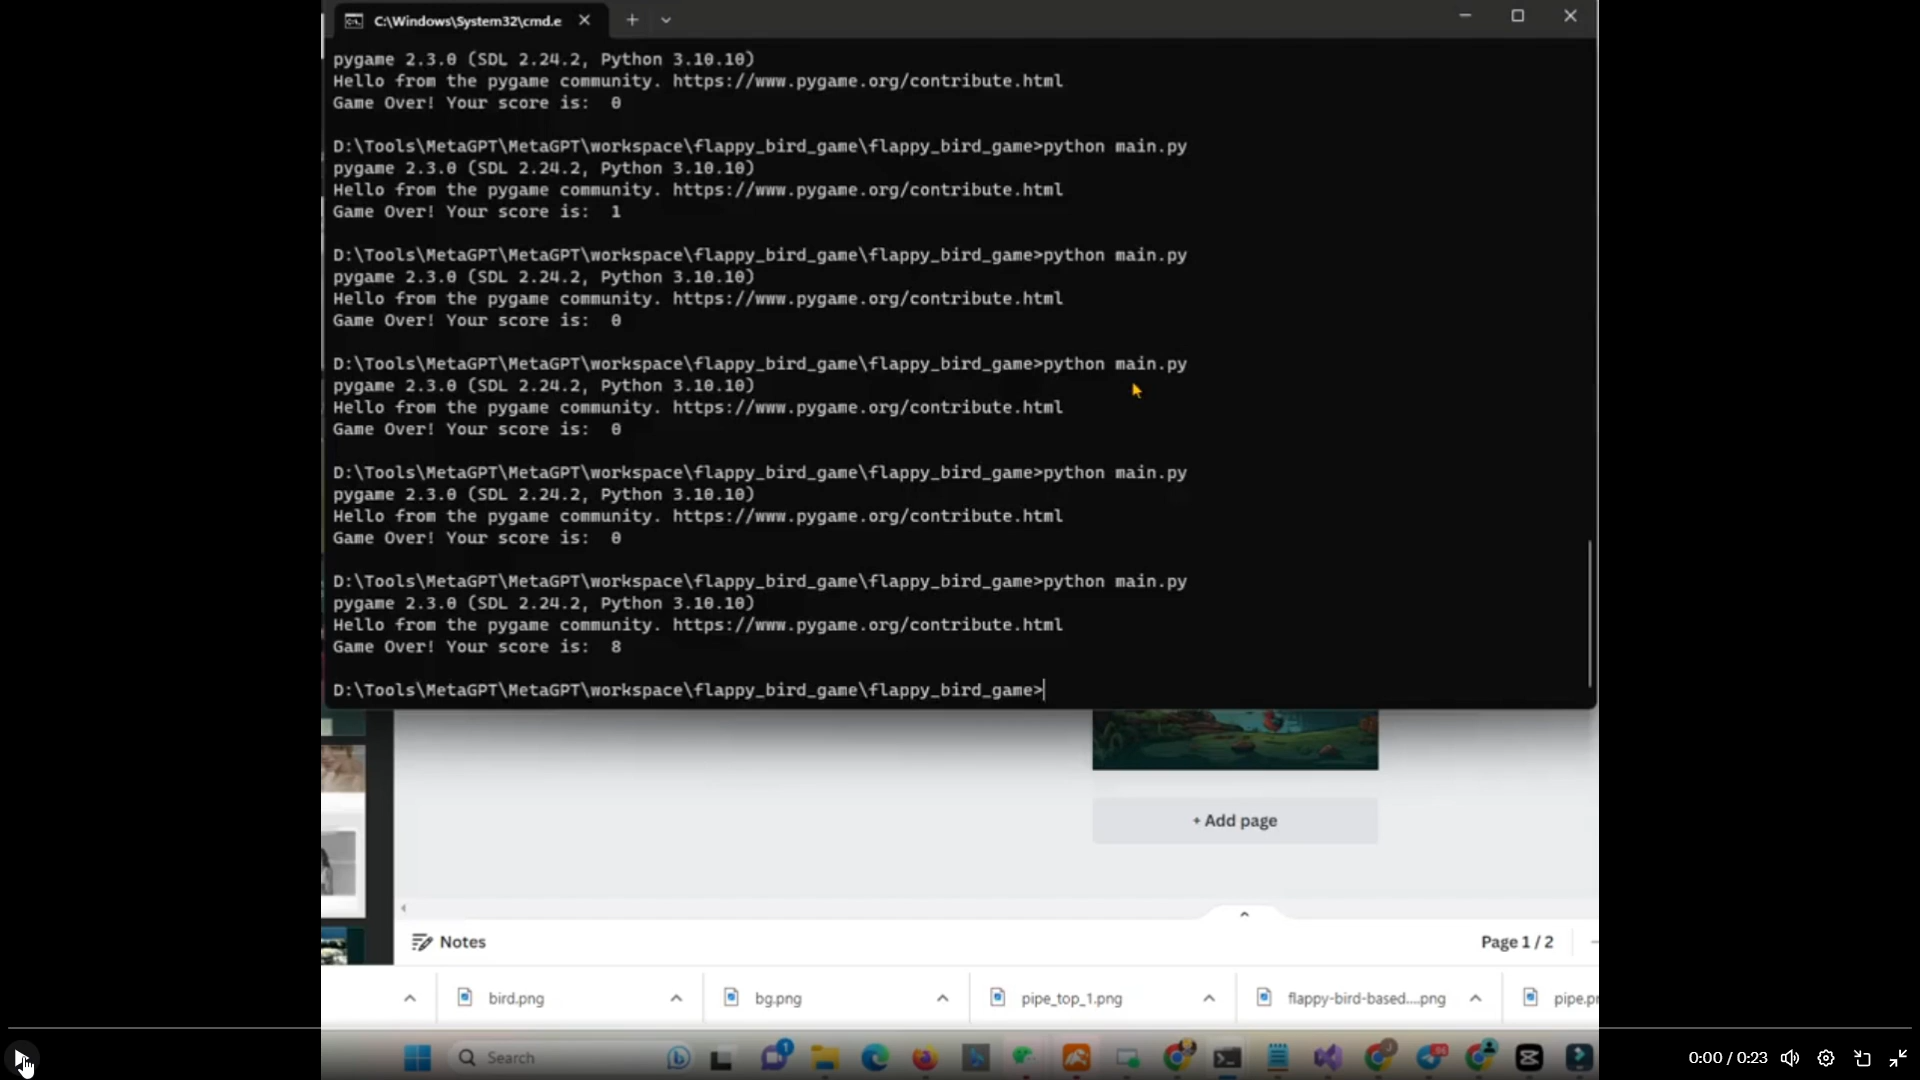 C:\Windows\System32\cmd.e
pygame 2.3.0 (SDL 2.24.2, Python 3.10.10)
Hello from the pygame community. https://www.pygame.org/contribute.html
Game Over! Your score is:  0
D:\Tools\MetaGPT\MetaGPT\workspace\flappy_bird_game\flappy_bird_game>python main.py
pygame 2.3.0 (SDL 2.24.2, Python 3.10.10)
Hello from the pygame community. https://www.pygame.org/contribute.html
Game Over! Your score is:  1
D:\Tools\MetaGPT\MetaGPT\workspace\flappy_bird_game\flappy_bird_game>python main.py
pygame 2.3.0 (SDL 2.24.2, Python 3.10.10)
Hello from the pygame community. https://www.pygame.org/contribute.html
Game Over! Your score is:  0
D:\Tools\MetaGPT\MetaGPT\workspace\flappy_bird_game\flappy_bird_game>python main.py
pygame 2.3.0 (SDL 2.24.2, Python 3.10.10)
Hello from the pygame community. https://www.pygame.org/contribute.html
Game Over! Your score is:  0
D:\Tools\MetaGPT\MetaGPT\workspace\flappy_bird_game\flappy_bird_game>python main.py
pygame 2.3.0 (SDL 2.24.2, Python 3.10.10)
Hello from the pygame community. https://www.pygame.org/contribute.html
Game Over! Your score is:  0
D:\Tools\MetaGPT\MetaGPT\workspace\flappy_bird_game\flappy_bird_game>python main.py
pygame 2.3.0 (SDL 2.24.2, Python 3.10.10)
Hello from the pygame community. https://www.pygame.org/contribute.html
Game Over! Your score is:  8
D:\Tools\MetaGPT\MetaGPT\workspace\flappy_bird_game\flappy_bird_game>
+ Add page
Notes
Page 1 / 2
bird.png
bg.png
pipe_top_1.png
flappy-bird-based....png
pipe.p
Search
1
0:00 / 0:23